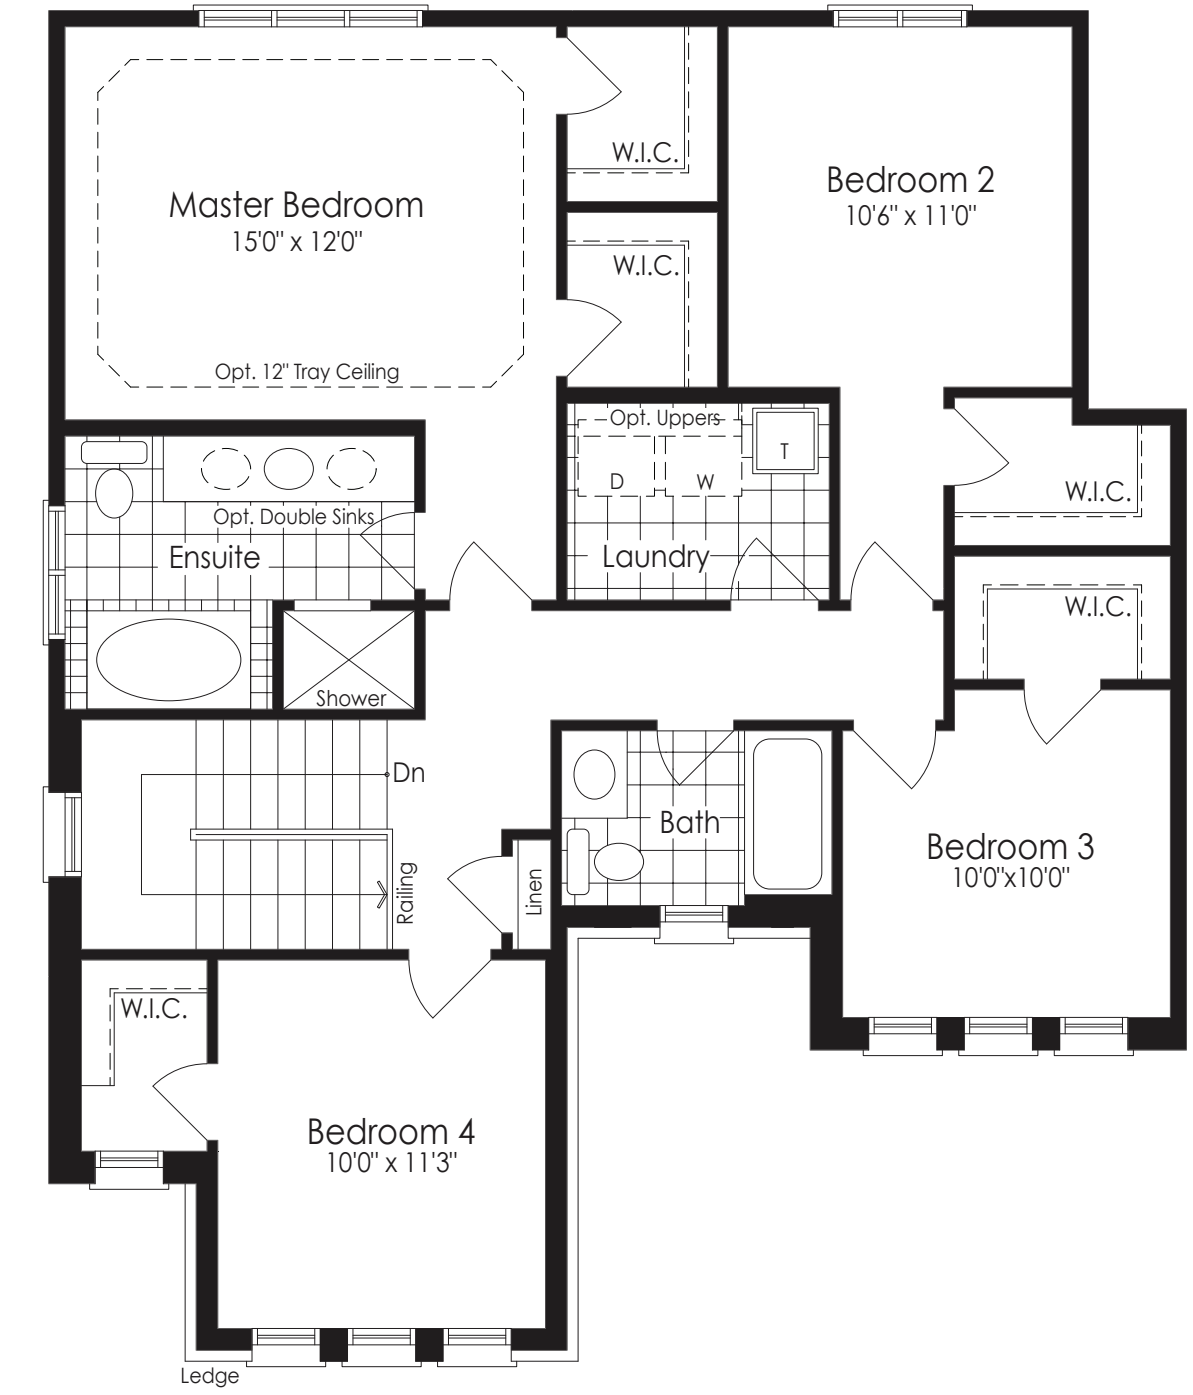 W.I.C.
Bedroom 2
10'6" x 11'0"
Master Bedroom
15'0" x 12'0"
W.I.C.
Opt. 12" Tray Ceiling
Opt. Uppers
T
D
W
W.I.C.
Opt. Double Sinks
Ensuite
Laundry
W.I.C.
Shower
Dn
Bath
Bedroom 3
10'0"x10'0"
Railing
Linen
W.I.C.
Bedroom 4
10'0" x 11'3"
Ledge